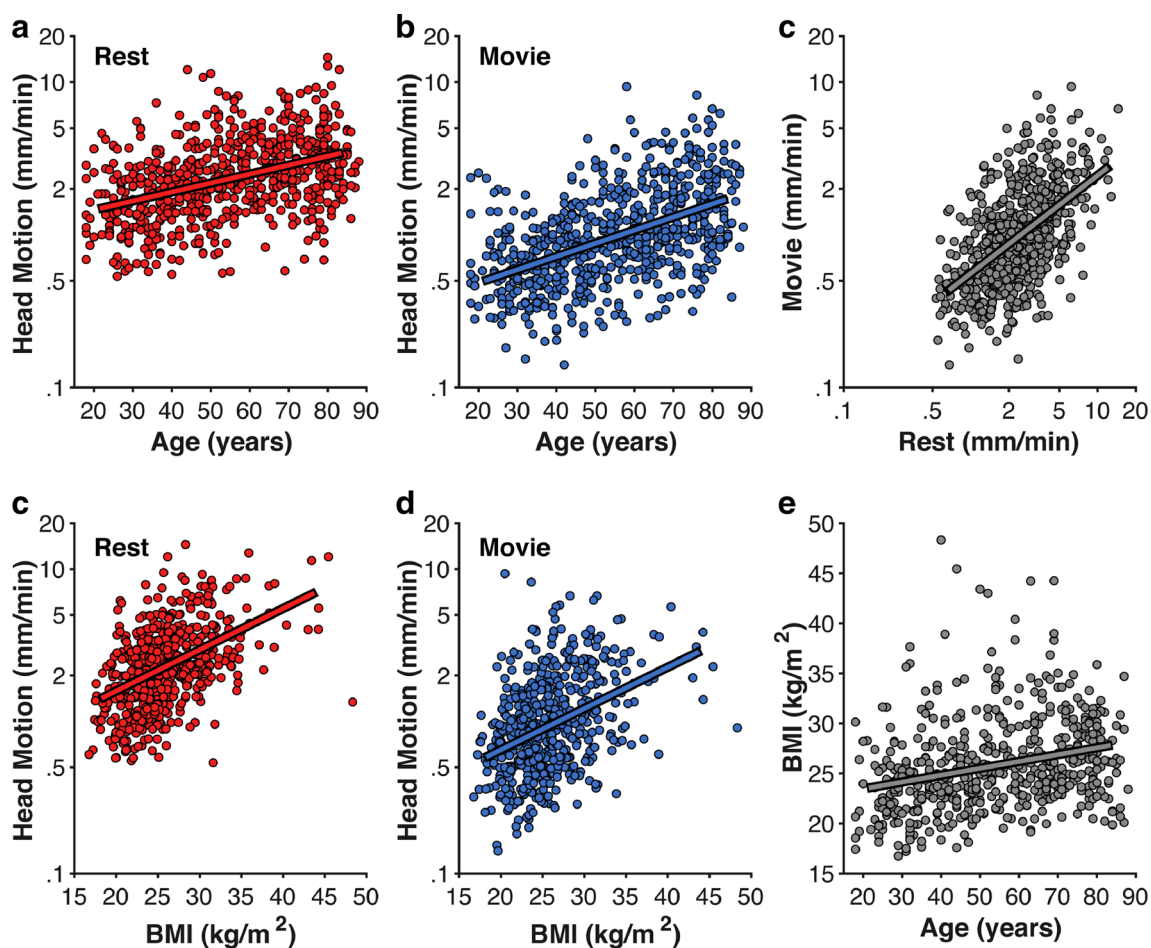 a
Rest
Head Motion (mm/min)
20
10
5
2
.5
.1
20 30 40 50 60 70 80 90
Age (years)
b
Movie
Head Motion (mm/min)
20
10
5
2
.5
.1
20 30 40 50 60 70 80 90
Age (years)
c
Movie (mm/min)
20
10
5
2
.5
.1
.1 .5 2 5 10 20
Rest (mm/min)
c
Rest
Head Motion (mm/min)
20
10
5
2
.5
.1
15 20 25 30 35 40 45 50
BMI (kg/m²)
d
Movie
Head Motion (mm/min)
20
10
5
2
.5
.1
15 20 25 30 35 40 45 50
BMI (kg/m²)
e
BMI (kg/m²)
50
45
40
35
30
25
20
15
20 30 40 50 60 70 80 90
Age (years)